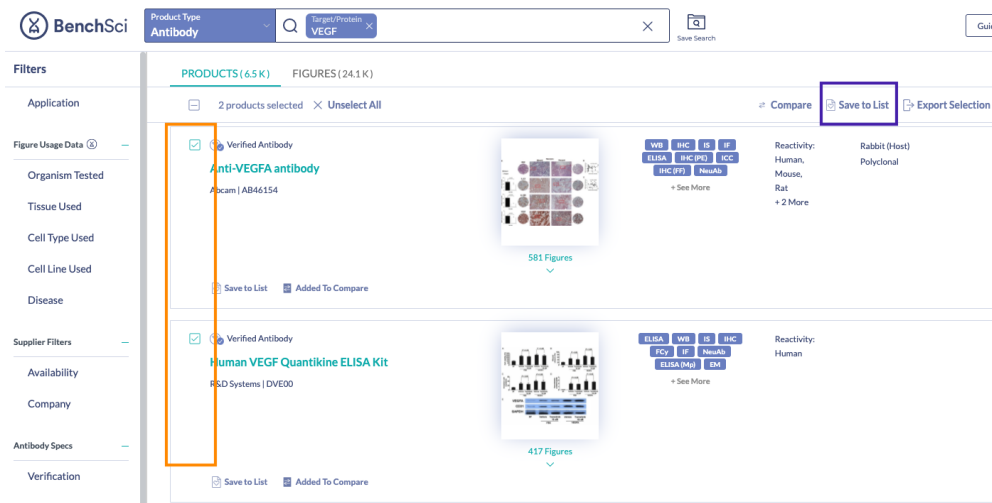 BenchSci
Product Type
Antibody
Target/Protein
VEGF
Save Search
Filters
PRODUCTS ( 6.5 K )
FIGURES ( 24.1 K )
Application
2 products selected
Unselect All
Compare
Save to List
Export Selection
Figure Usage Data
Organism Tested
Tissue Used
Cell Type Used
Cell Line Used
Disease
Supplier Filters
Availability
Company
Antibody Specs
Verification
Verified Antibody
Anti-VEGFA antibody
Abcam | AB46154
581 Figures
WB IHC IS IF
ELISA IHC (PE) ICC
IHC (FF) NeuAb
+ See More
Reactivity:
Human,
Mouse,
Rat
+ 2 More
Rabbit (Host)
Polyclonal
Save to List
Added To Compare
Verified Antibody
Human VEGF Quantikine ELISA Kit
R&D Systems | DVE00
417 Figures
ELISA WB IS IHC
FCy IF NeuAb
ELISA (Mp) EM
+ See More
Reactivity:
Human
Save to List
Added To Compare